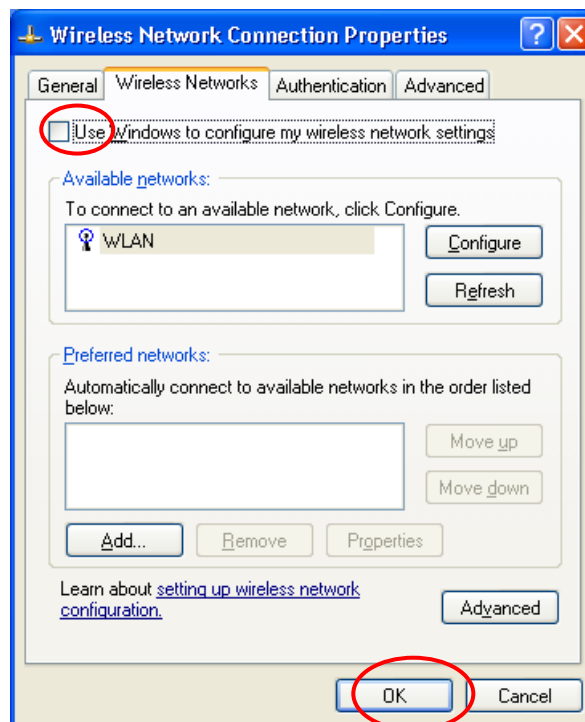 Wireless Network Connection Properties
General Wireless Networks Authentication Advanced
Use Windows to configure my wireless network settings
Available networks:
To connect to an available network, click Configure.
WLAN
Configure
Refresh
Preferred networks:
Automatically connect to available networks in the order listed
below:
Move up
Move down
Add... Remove Properties
Learn about setting up wireless network
configuration.
Advanced
OK Cancel